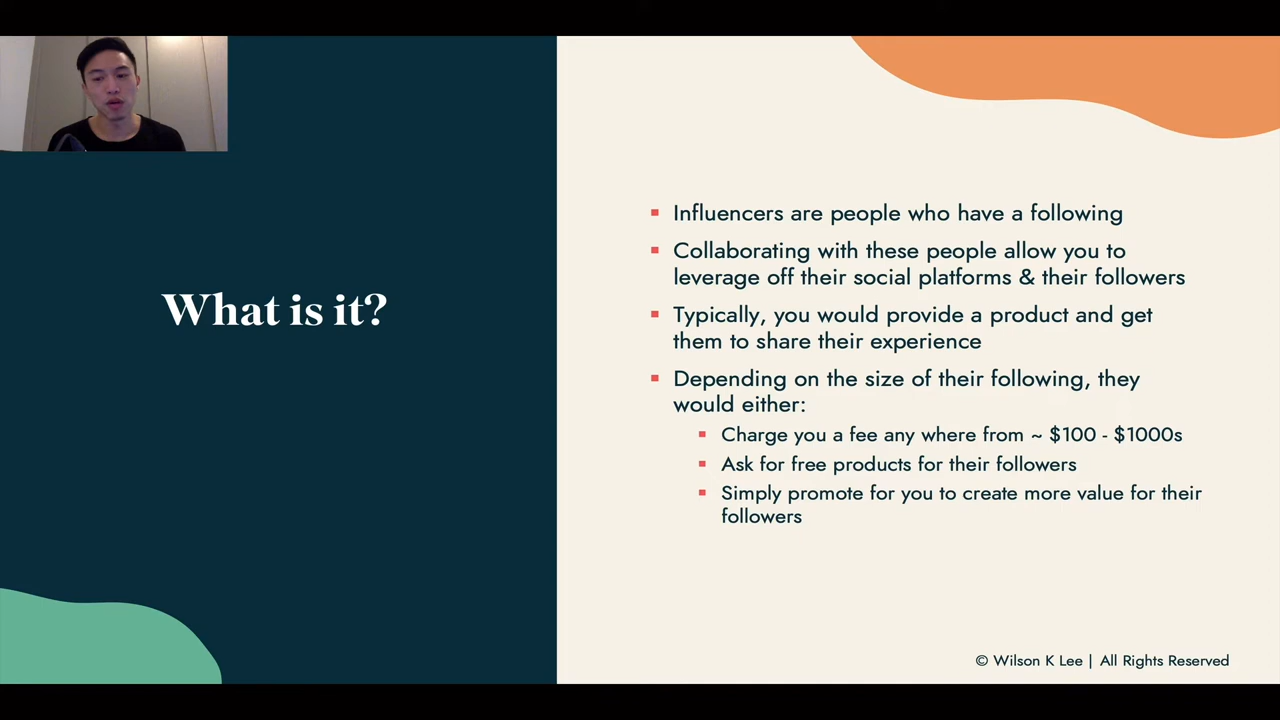 What is it?
Influencers are people who have a following
Collaborating with these people allow you to
leverage off their social platforms & their followers
Typically, you would provide a product and get
them to share their experience
Depending on the size of their following, they
would either:
Charge you a fee any where from ~ $100 - $1000s
Ask for free products for their followers
Simply promote for you to create more value for their
followers
© Wilson K Lee | All Rights Reserved